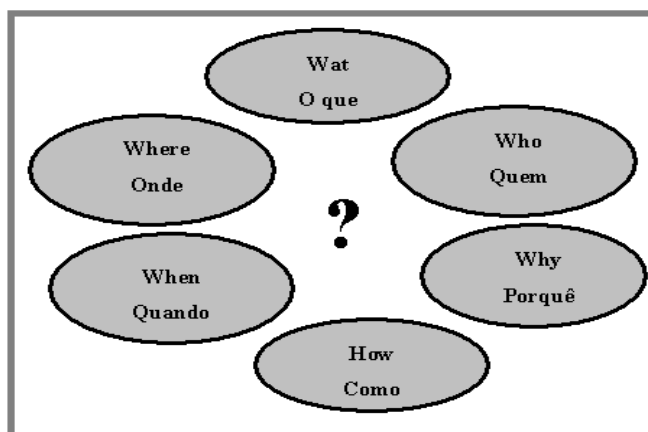 Wat
O que
Where
Onde
Who
Quem
?
When
Quando
Why
Porquê
How
Como